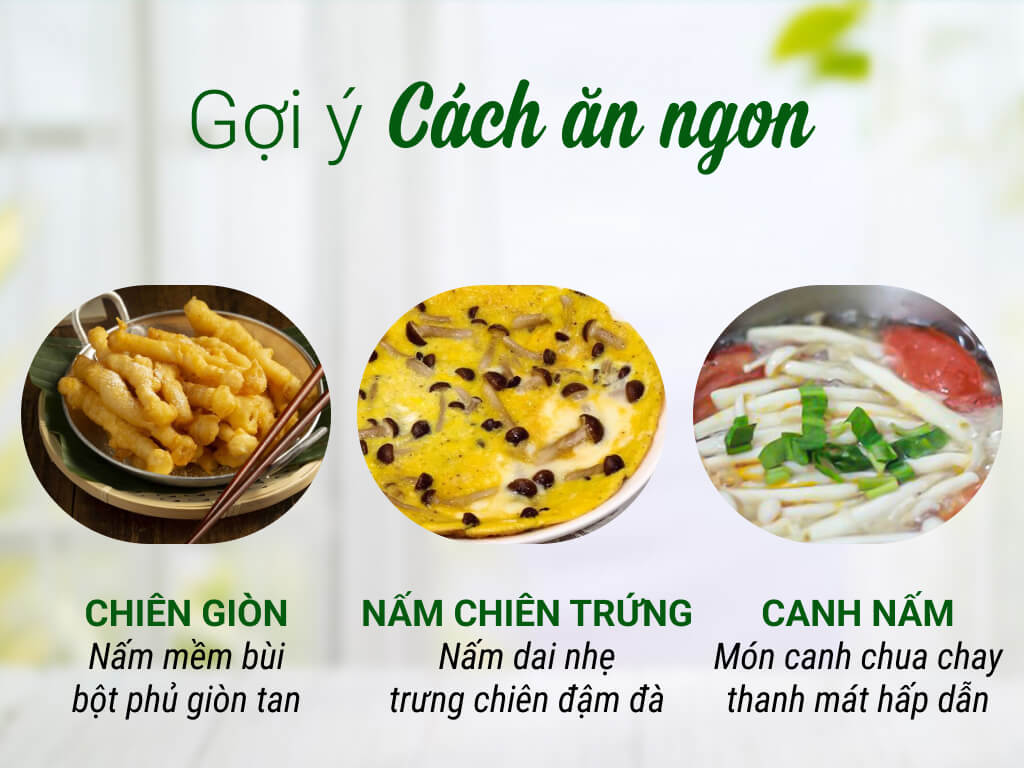 Gợi ý Cách ăn ngon
CHIÊN GIÒN
Nấm mềm bùi
bột phủ giòn tan
NẤM CHIÊN TRỨNG
Nấm dai nhẹ
trưng chiên đậm đà
CANH NẤM
Món canh chua chay
thanh mát hấp dẫn